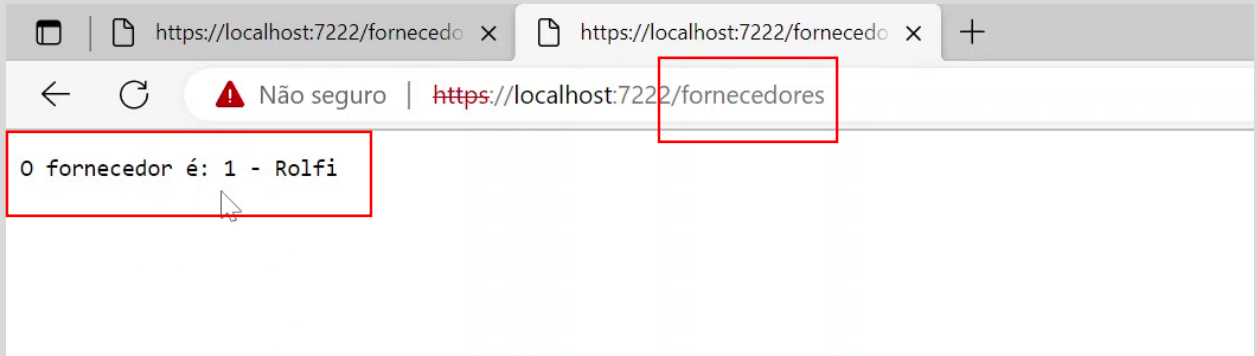 https://localhost:7222/fornecedo
https://localhost:7222/fornecedo
Não seguro | https://localhost:7222/fornecedores
O fornecedor é: 1 - Rolfi